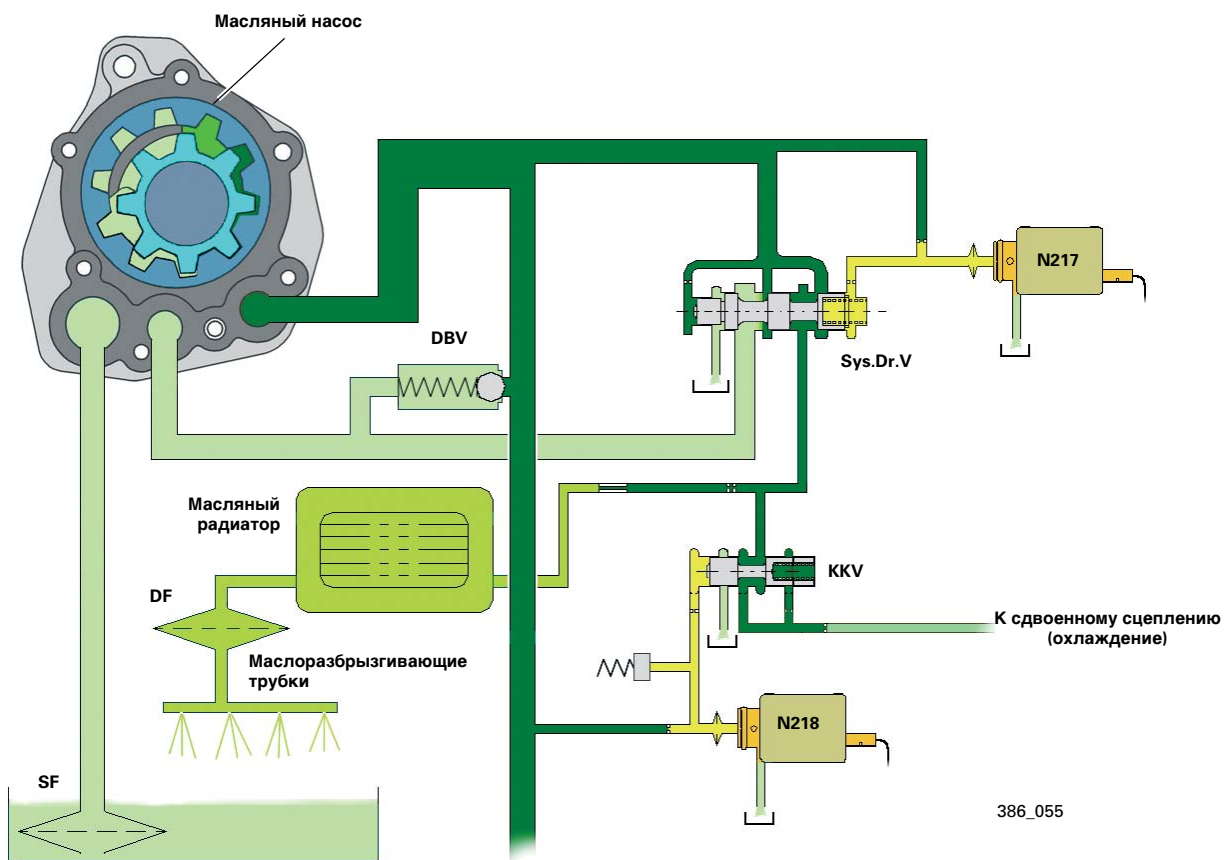 Масляный насос
N217
DBV
Sys.Dr.V
Масляный
радиатор
KKV
DF
К сдвоенному сцеплению
(охлаждение)
Маслоразбрызгивающие
трубки
N218
SF
386_055